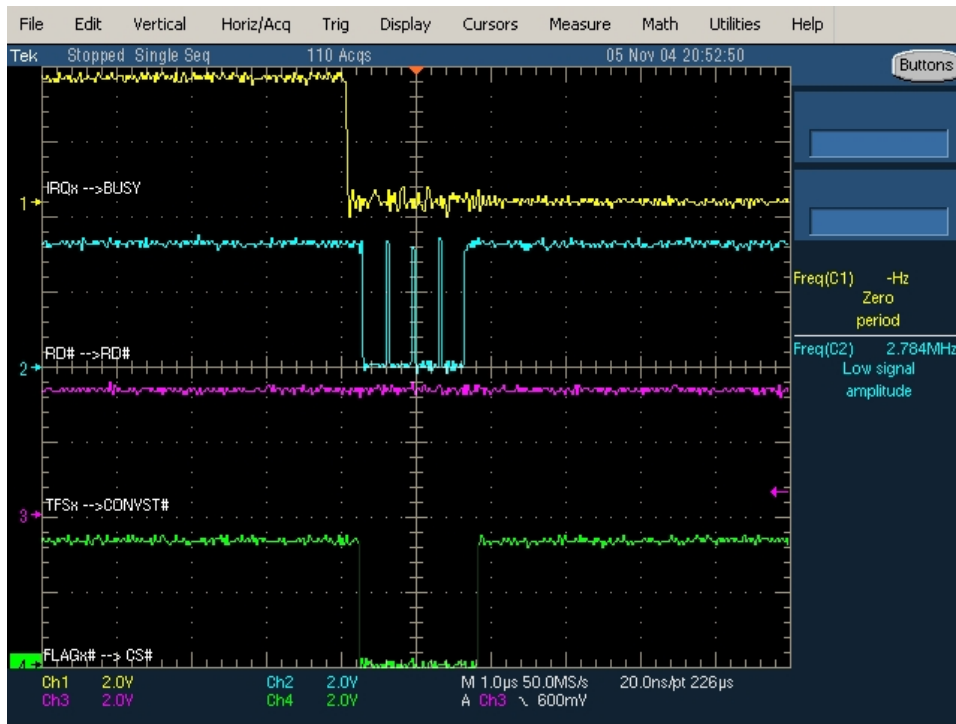 File Edit Vertical Horiz/Acq Trig Display Cursors Measure Math Utilities Help
Tek Stopped Single Seq 110 Acqs 05 Nov 04 20:52:50
Buttons
IRQx -->BUSY
1
Freq(C1) -Hz
Zero
period
RD# -->RD#
2
Freq(C2) 2.784MHz
Low signal
amplitude
TFSx -->CONVST#
3
FLAGx# --> CS#
4
Ch1 2.0V Ch2 2.0V M 1.0µs 50.0MS/s 20.0ns/pt 226µs
Ch3 2.0V Ch4 2.0V A Ch3 \ 600mV